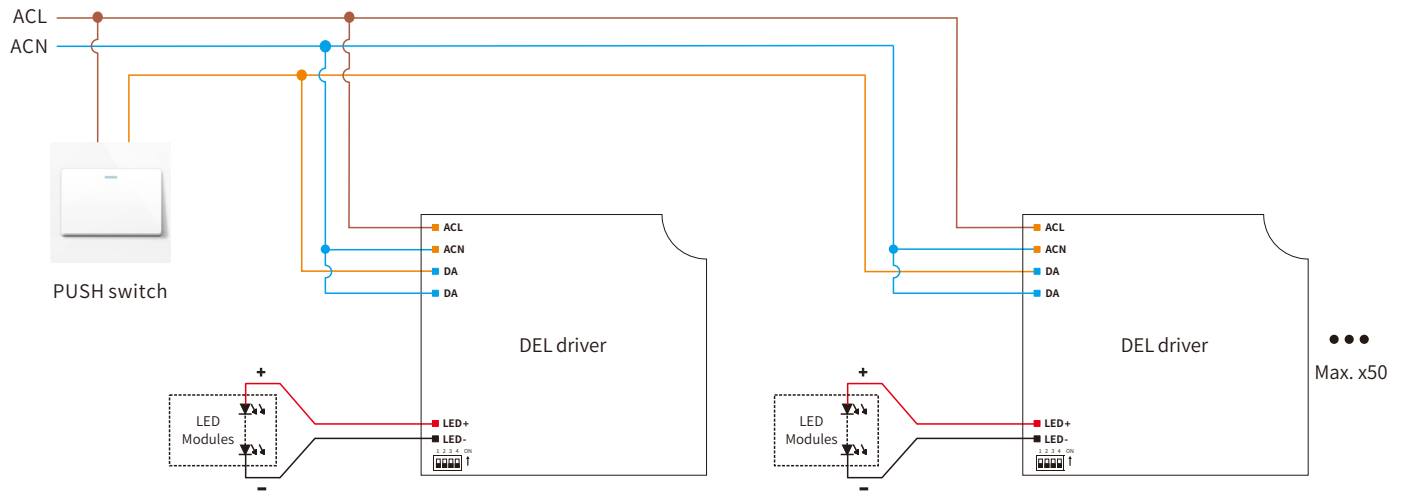 ACL
ACN
PUSH switch
ACL
ACN
DA
DA
DEL driver
+
LED
Modules
-
LED+
LED-
1 2 3 4 ON
ACL
ACN
DA
DA
DEL driver
+
LED
Modules
-
LED+
LED-
1 2 3 4 ON
Max. x50